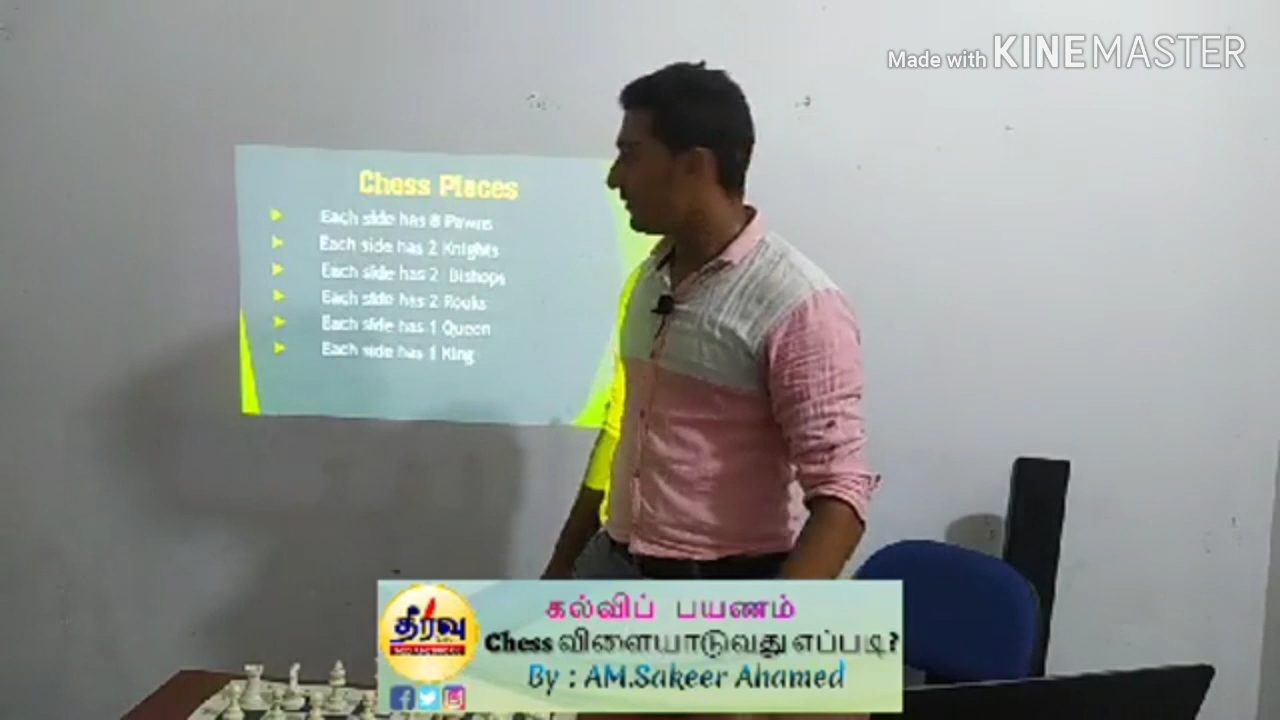 Made with KINEMASTER
Chess Pieces
Each side has 8 Pawns
Each side has 2 Knights
Each side has 2 Bishops
Each side has 2 Rooks
Each side has 1 Queen
Each side has 1 King
தீர்வு
கல்விப் பயணம்
Chess விளையாடுவது எப்படி?
By : AM.Sakeer Ahamed